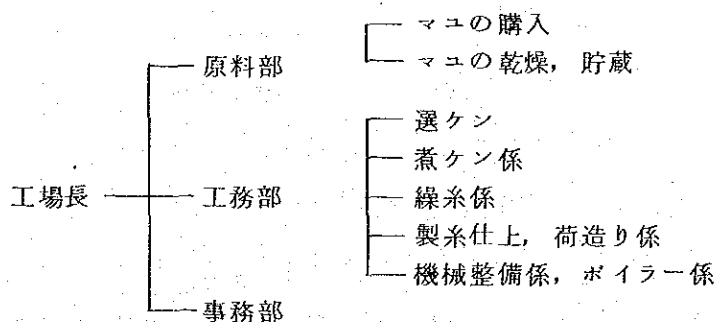 マユの購入
原料部
マユの乾燥，貯蔵
選ケン
煮ケン係
工場長
工務部
繰糸係
製糸仕上，荷造り係
機械整備係，ボイラー係
事務部